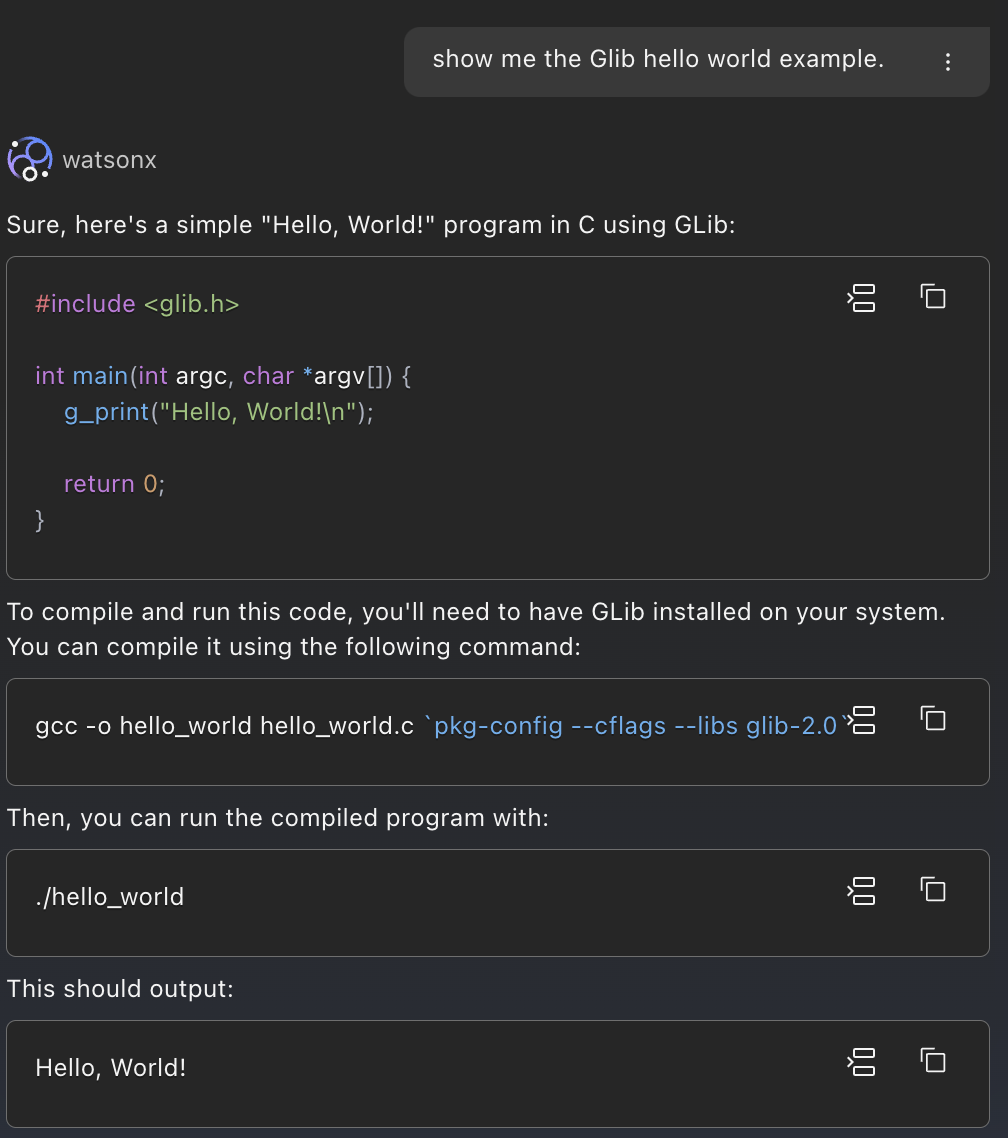 show me the Glib hello world example.
watsonx
Sure, here's a simple "Hello, World!" program in C using GLib:
#include <glib.h>
int main(int argc, char *argv[]) {
g_print("Hello, World!\n");
return 0;
}
To compile and run this code, you'll need to have GLib installed on your system.
You can compile it using the following command:
gcc -o hello_world hello_world.c `pkg-config --cflags --libs glib-2.0`
Then, you can run the compiled program with:
./hello_world
This should output:
Hello, World!